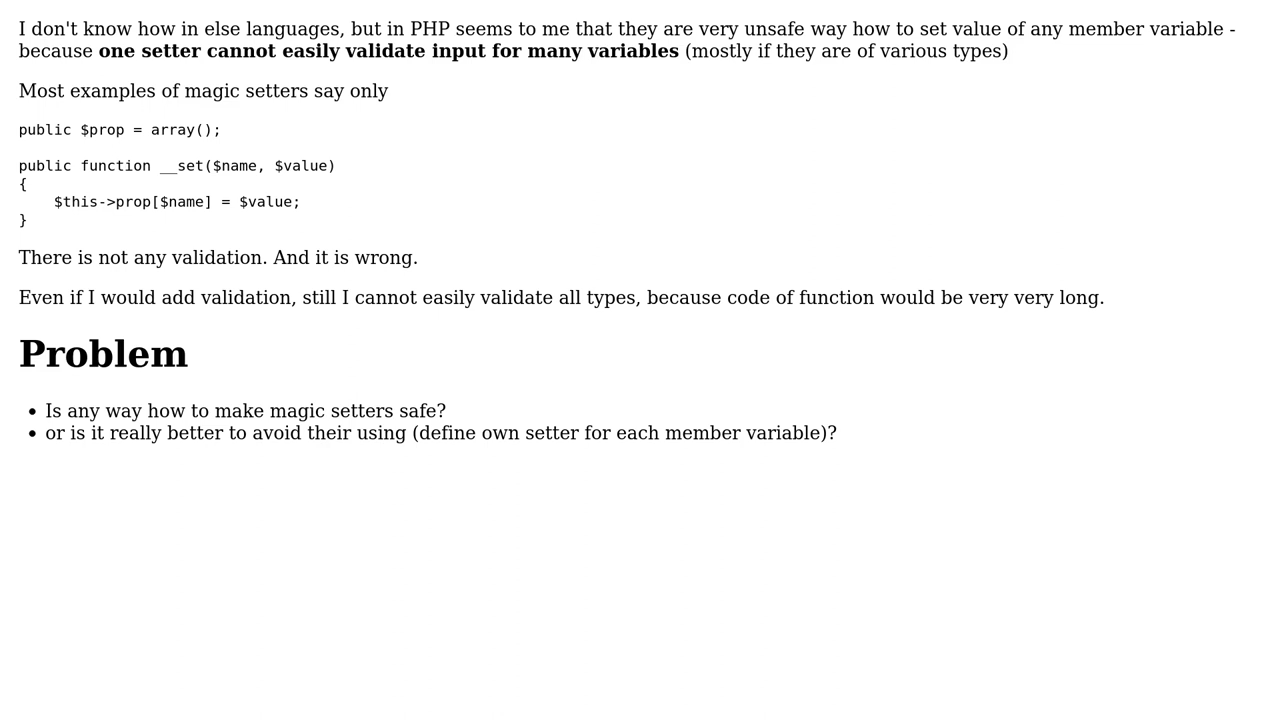 I don't know how in else languages, but in PHP seems to me that they are very unsafe way how to set value of any member variable -
because one setter cannot easily validate input for many variables (mostly if they are of various types)
Most examples of magic setters say only
public $prop = array();
public function __set($name, $value)
{
    $this->prop[$name] = $value;
}
There is not any validation. And it is wrong.
Even if I would add validation, still I cannot easily validate all types, because code of function would be very very long.
Problem
• Is any way how to make magic setters safe?
• or is it really better to avoid their using (define own setter for each member variable)?